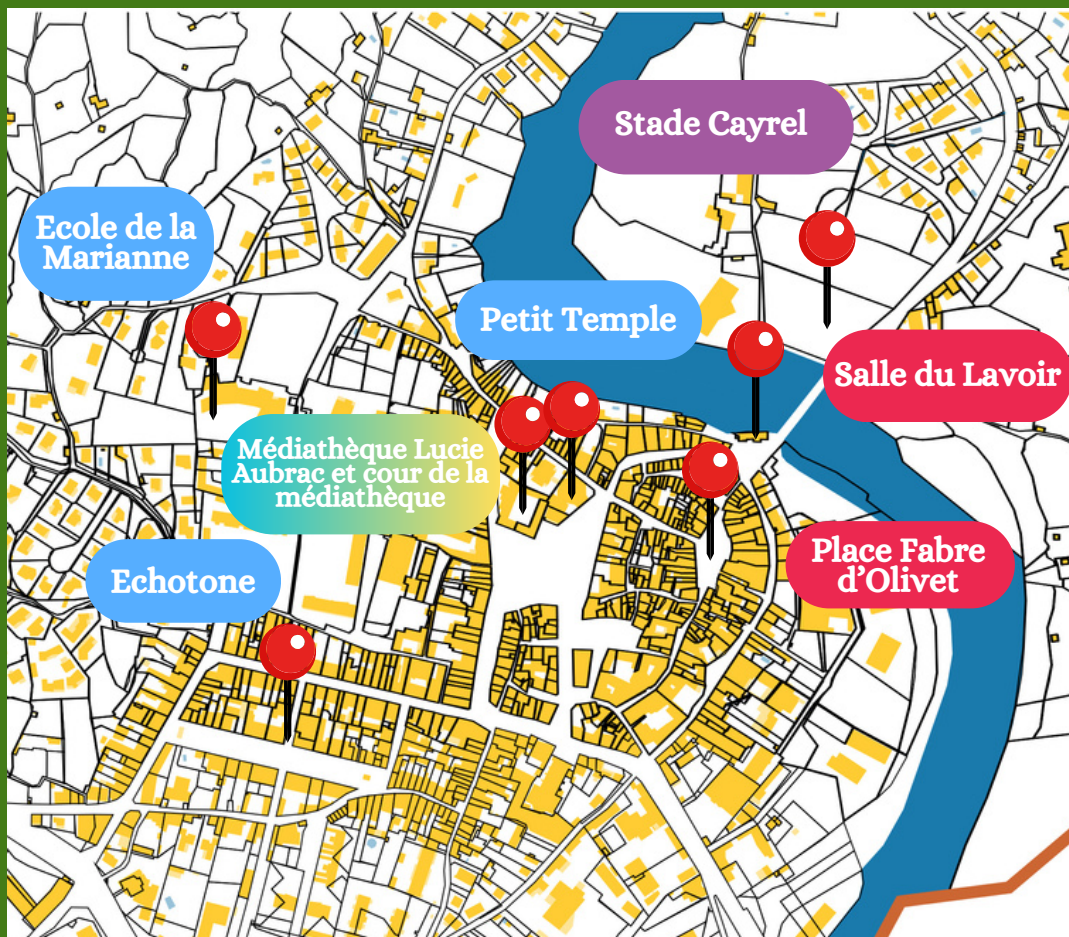 Stade Cayrel
Ecole de la
Marianne
Petit Temple
Salle du Lavoir
Médiathèque Lucie
Aubrac et cour de la
médiathèque
Place Fabre
d'Olivet
Echotone